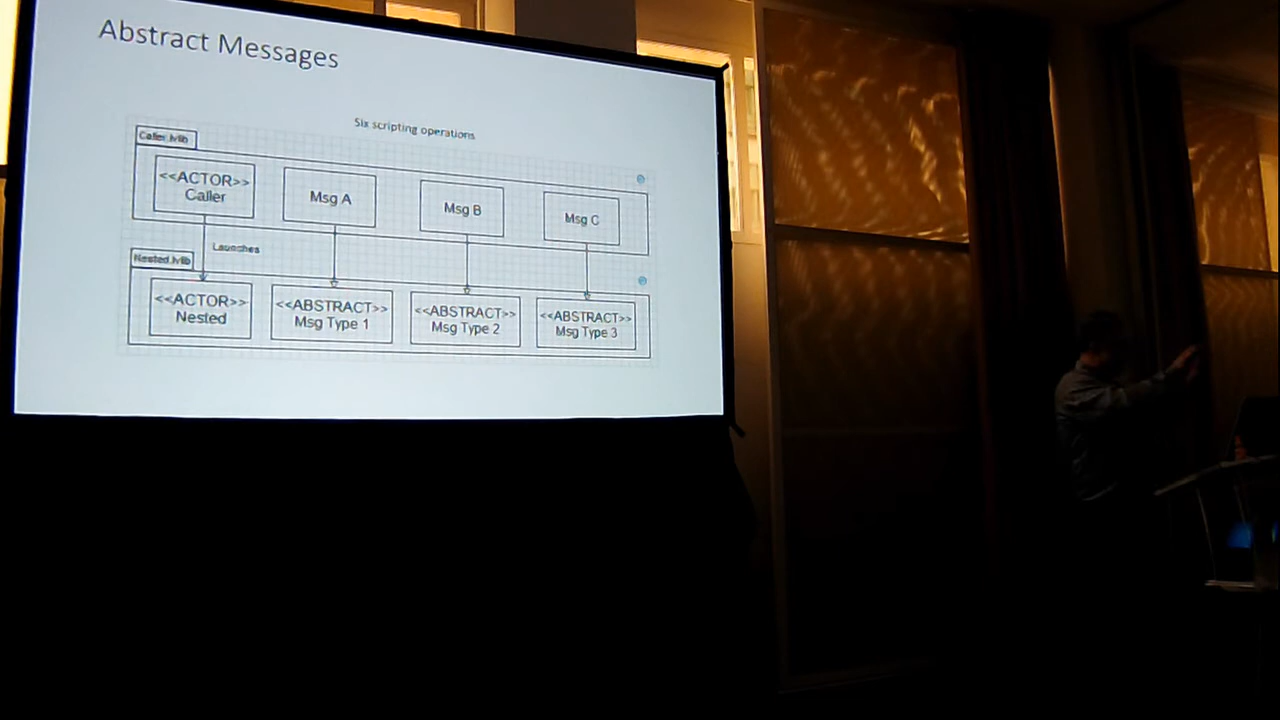 Abstract Messages
Six scripting operations
Caller.lvlib
<<ACTOR>>
Caller
Msg A
Msg B
Msg C
Launches
Nested.lvlib
<<ACTOR>>
Nested
<<ABSTRACT>>
Msg Type 1
<<ABSTRACT>>
Msg Type 2
<<ABSTRACT>>
Msg Type 3